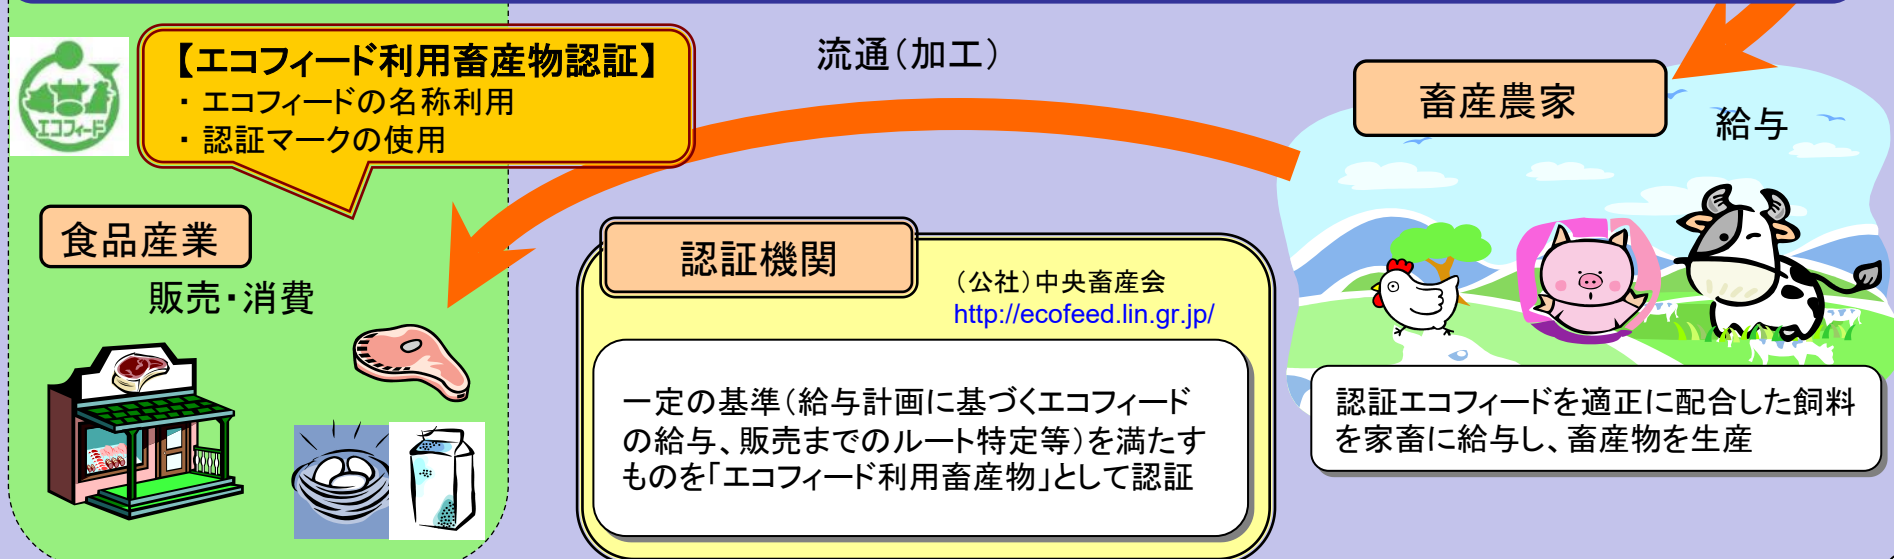 【エコフィード利用畜産物認証】
・ エコフィードの名称利用
・ 認証マークの使用
エコフィード
流通（加工）
畜産農家
給与
食品産業
販売・消費
認証機関
（公社）中央畜産会
http://ecofeed.lin.gr.jp/
一定の基準（給与計画に基づくエコフィード
の給与、販売までのルート特定等）を満たす
ものを「エコフィード利用畜産物」として認証
認証エコフィードを適正に配合した飼料
を家畜に給与し、畜産物を生産